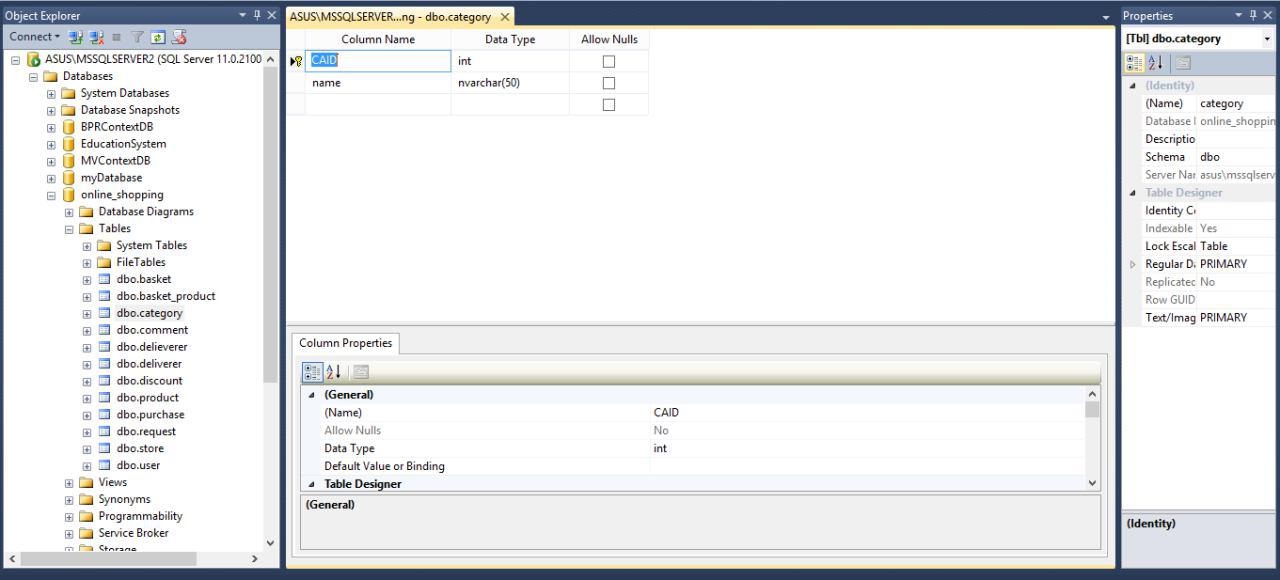 Object Explorer
Connect
ASUS\MSSQLSERVER2 (SQL Server 11.0.2100
Databases
System Databases
Database Snapshots
BPRContextDB
EducationSystem
MVContextDB
myDatabase
online_shopping
Database Diagrams
Tables
System Tables
FileTables
dbo.basket
dbo.basket_product
dbo.category
dbo.comment
dbo.delieverer
dbo.deliverer
dbo.discount
dbo.product
dbo.purchase
dbo.request
dbo.store
dbo.user
Views
Synonyms
Programmability
Service Broker
Storage
ASUS\MSSQLSERVER...ng - dbo.category
Column Name Data Type Allow Nulls
CAID int
name nvarchar(50)
Column Properties
(General)
(Name) CAID
Allow Nulls No
Data Type int
Default Value or Binding
Table Designer
(General)
Properties
[Tbl] dbo.category
(Identity)
(Name) category
Database online_shoppin
Descriptio
Schema dbo
Server Nar asus\mssqlserv
Table Designer
Identity Co
Indexable Yes
Lock Escal Table
Regular Da PRIMARY
Replicated No
Row GUID
Text/Imag PRIMARY
(Identity)